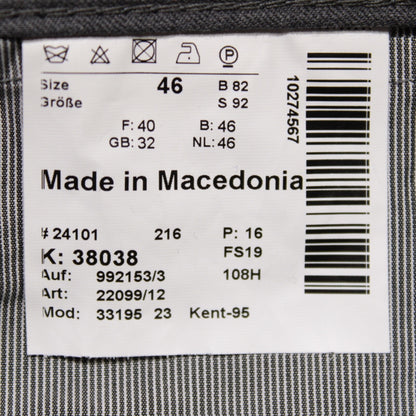 Size 46 B 82
Größe S 92
F: 40 B: 46
GB: 32 NL: 46
Made in Macedonia
# 24101 216 P: 16
K: 38038 FS19
Auf: 992153/3 108H
Art: 22099/12
Mod: 33195 23 Kent-95
10274567